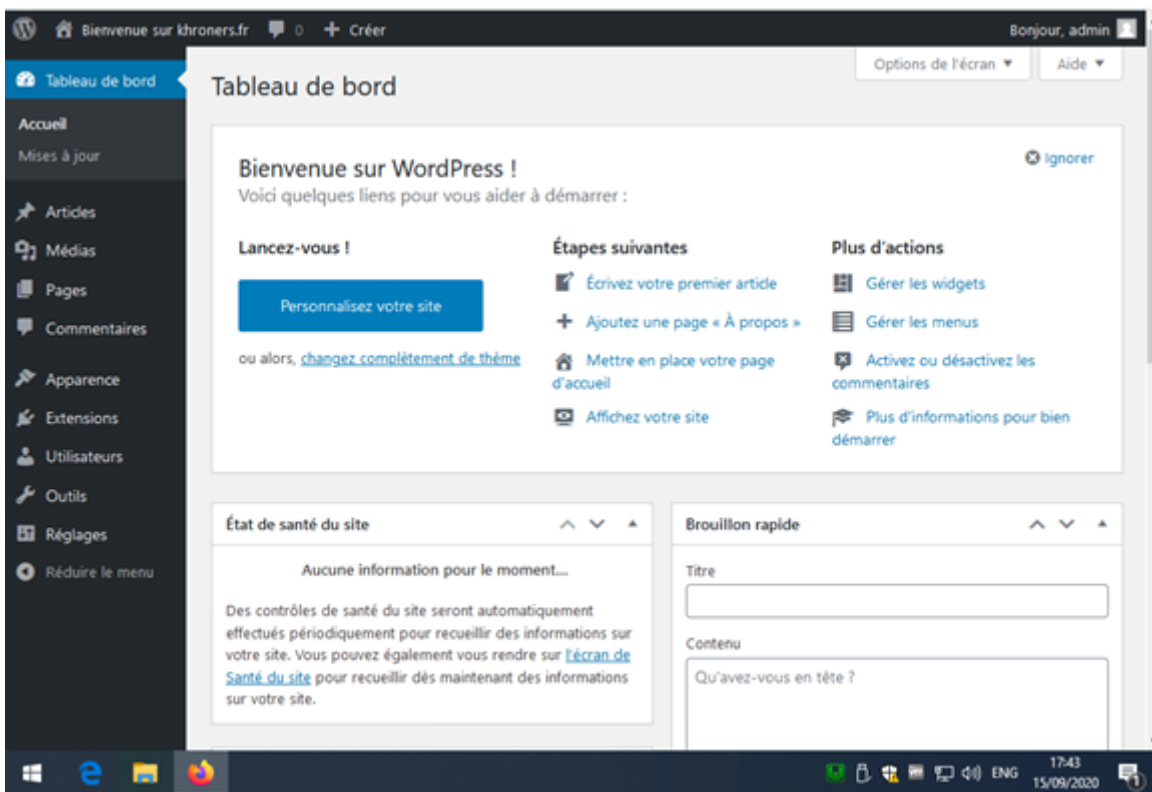 Bienvenue sur khroners.fr 0 + Créer Bonjour, admin
Options de l'écran ▼ Aide ▼
Tableau de bord
Accueil
Mises à jour
Articles
Médias
Pages
Commentaires
Apparence
Extensions
Utilisateurs
Outils
Réglages
Réduire le menu
Tableau de bord
Bienvenue sur WordPress !
Ignorer
Voici quelques liens pour vous aider à démarrer :
Lancez-vous !
Personnalisez votre site
ou alors, changez complètement de thème
Étapes suivantes
Écrivez votre premier article
Ajoutez une page « À propos »
Mettre en place votre page
d'accueil
Affichez votre site
Plus d'actions
Gérer les widgets
Gérer les menus
Activez ou désactivez les
commentaires
Plus d'informations pour bien
démarrer
État de santé du site
Aucune information pour le moment...
Des contrôles de santé du site seront automatiquement
effectués périodiquement pour recueillir des informations sur
votre site. Vous pouvez également vous rendre sur l'écran de
Santé du site pour recueillir dès maintenant des informations
sur votre site.
Brouillon rapide
Titre
Contenu
Qu'avez-vous en tête ?
ENG
17:43
15/09/2020
1